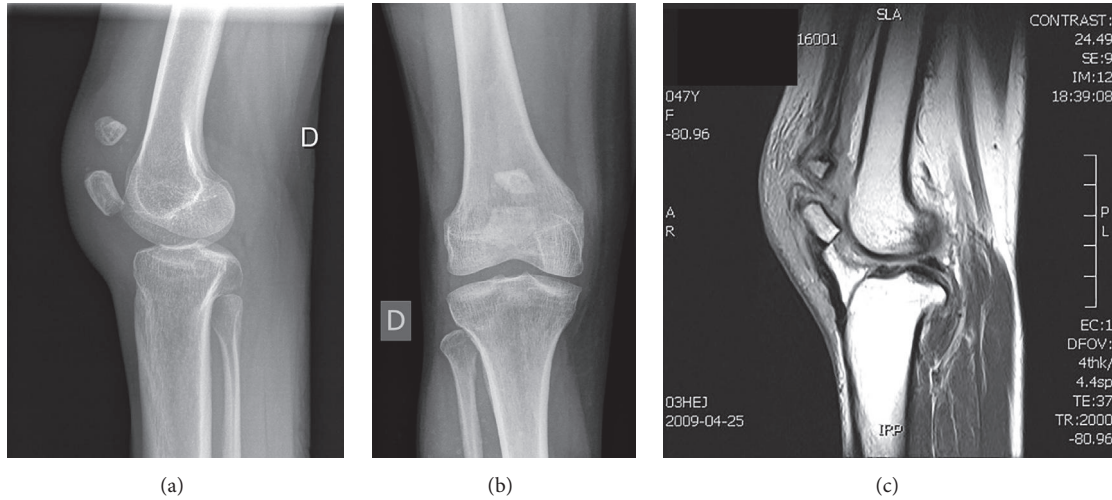 D
D
SLA
16001
CONTRAST:
24.49
SE:9
IM:12
18:39:08
047Y
F
-80.96
A
R
P
L
EC:1
DFOV:
4thk/
4.4sp
TE:37
TR:2000
-80.96
03HEJ
2009-04-25
IRP
(a)
(b)
(c)